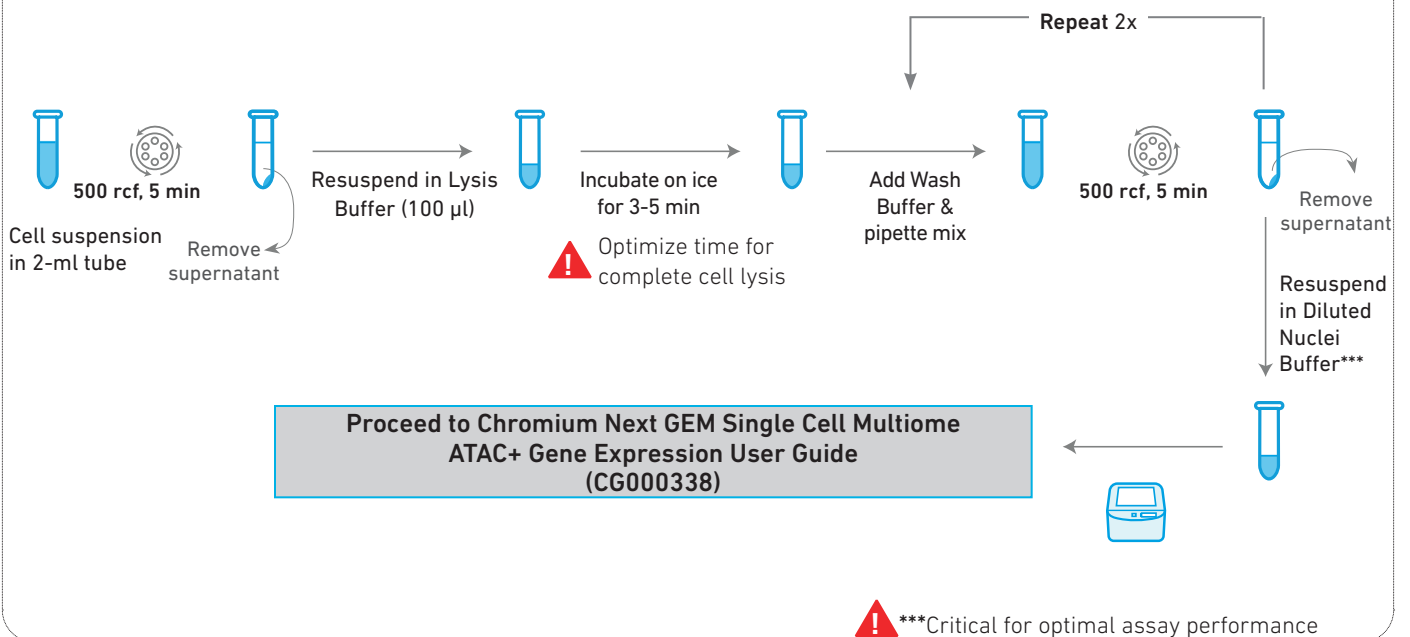 Repeat 2x
500 rcf, 5 min
Cell suspension
in 2-ml tube
Remove
supernatant
Resuspend in Lysis
Buffer (100 µl)
Incubate on ice
for 3-5 min
! Optimize time for
complete cell lysis
Add Wash
Buffer &
pipette mix
500 rcf, 5 min
Remove
supernatant
Resuspend
in Diluted
Nuclei
Buffer***
Proceed to Chromium Next GEM Single Cell Multiome
ATAC+ Gene Expression User Guide
(CG000338)
! ***Critical for optimal assay performance